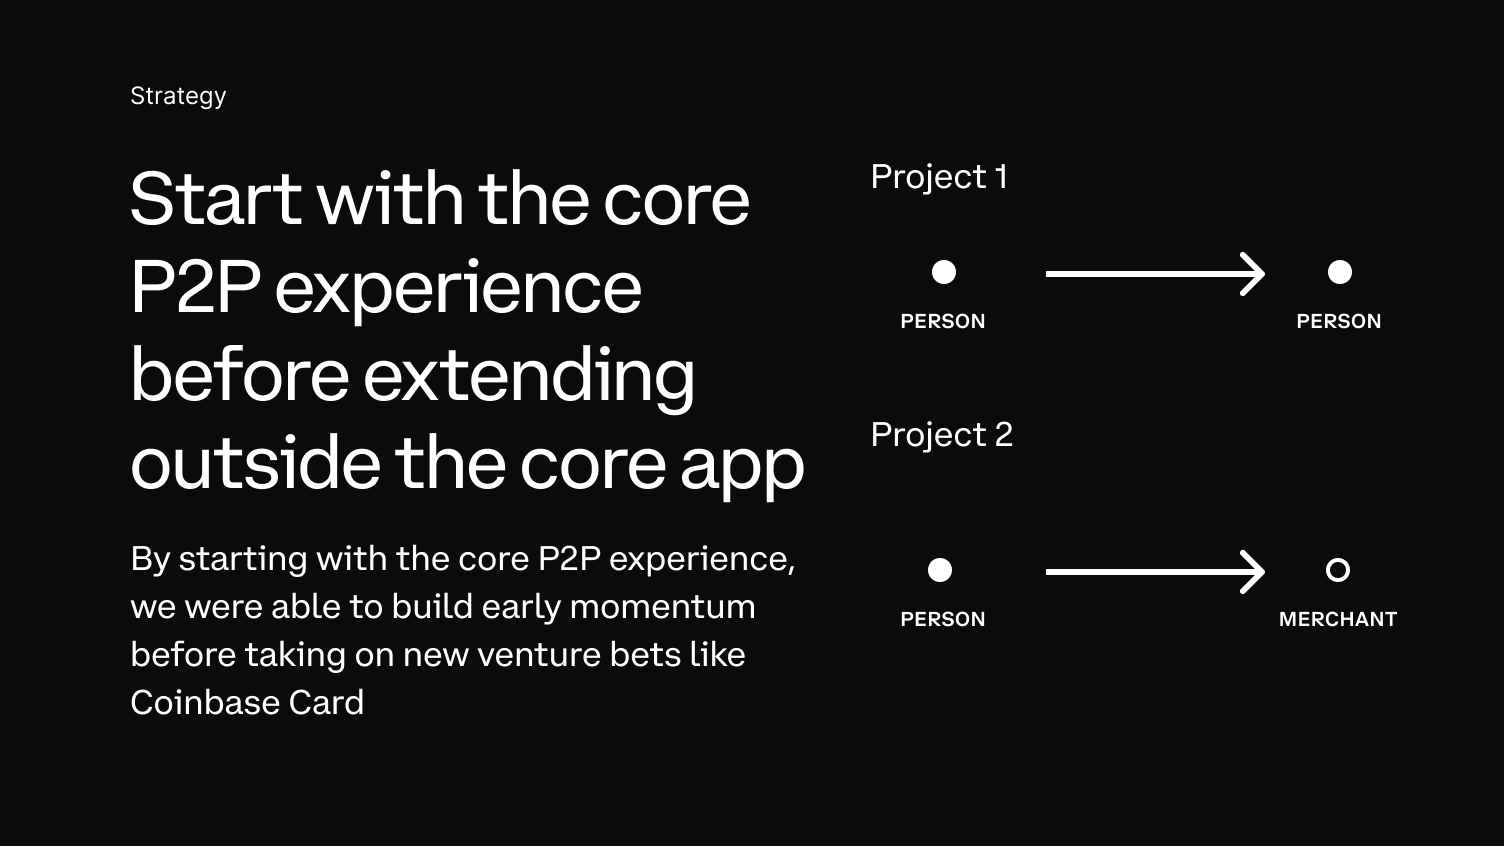 Strategy
Start with the core
P2P experience
before extending
outside the core app
By starting with the core P2P experience,
we were able to build early momentum
before taking on new venture bets like
Coinbase Card
Project 1
PERSON
PERSON
Project 2
PERSON
MERCHANT